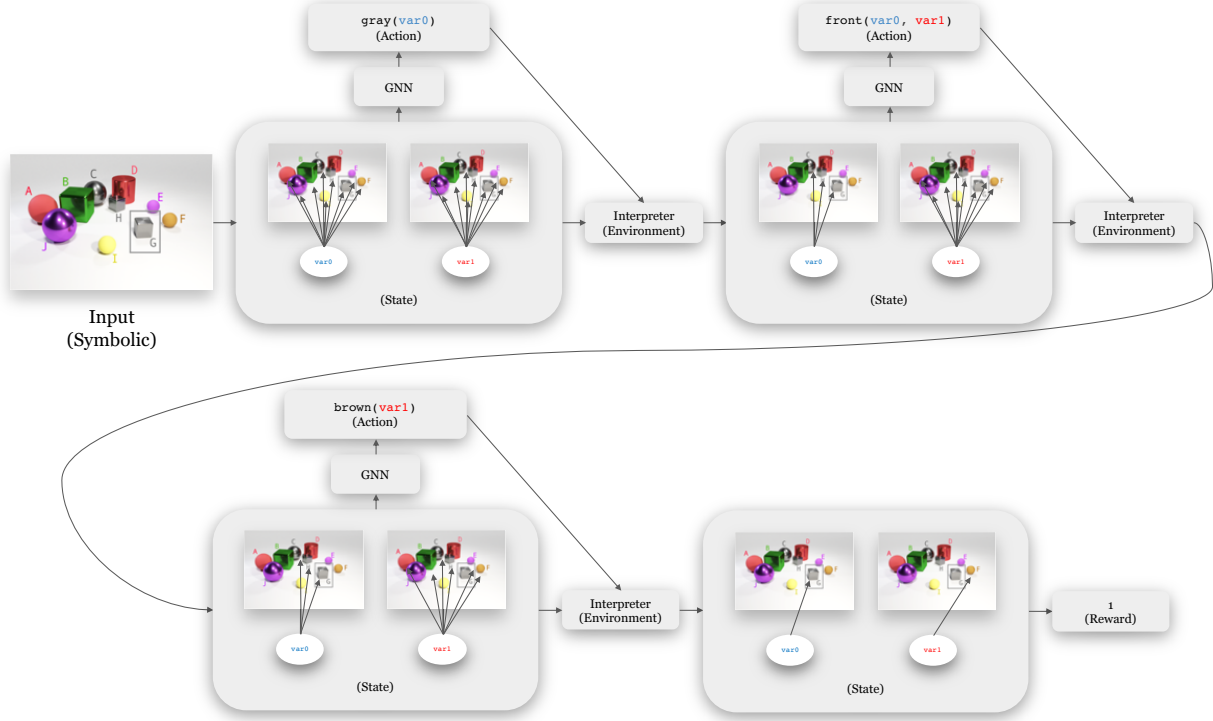 gray(var0)
(Action)
front(var0, var1)
(Action)
GNN
GNN
A
B
C
D
E
F
G
H
I
J
A
B
C
D
E
F
G
J
A
B
C
D
E
F
G
J
A
B
C
D
E
F
G
J
A
B
C
D
E
F
G
J
Interpreter
(Environment)
Interpreter
(Environment)
var0
var1
var0
var1
(State)
(State)
Input
(Symbolic)
brown(var1)
(Action)
GNN
A
B
C
D
E
F
G
J
A
B
C
D
E
F
G
J
A
B
C
D
E
F
G
H
I
J
A
B
C
D
E
F
G
H
I
J
Interpreter
(Environment)
1
(Reward)
var0
var1
var0
var1
(State)
(State)